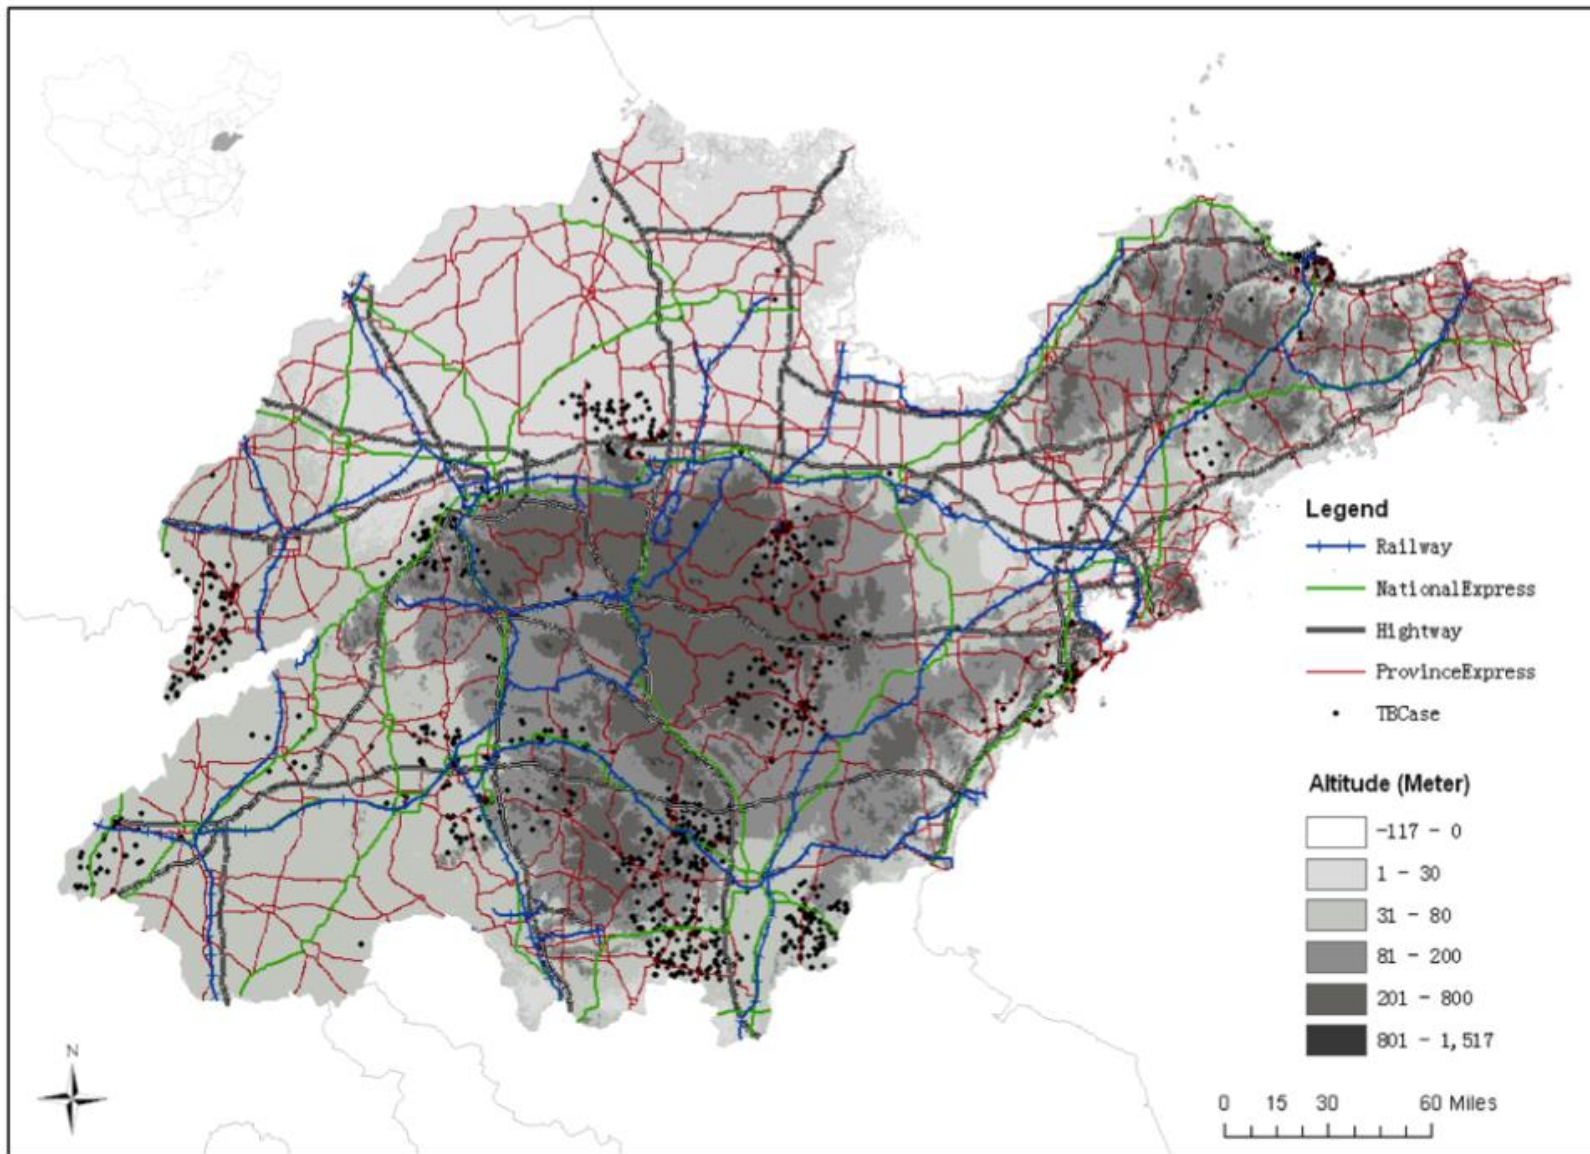 Legend
Railway
NationalExpress
Hightway
ProvinceExpress
TBCase
Altitude (Meter)
-117 - 0
1 - 30
31 - 80
81 - 200
201 - 800
801 - 1,517
N
0 15 30 60 Miles